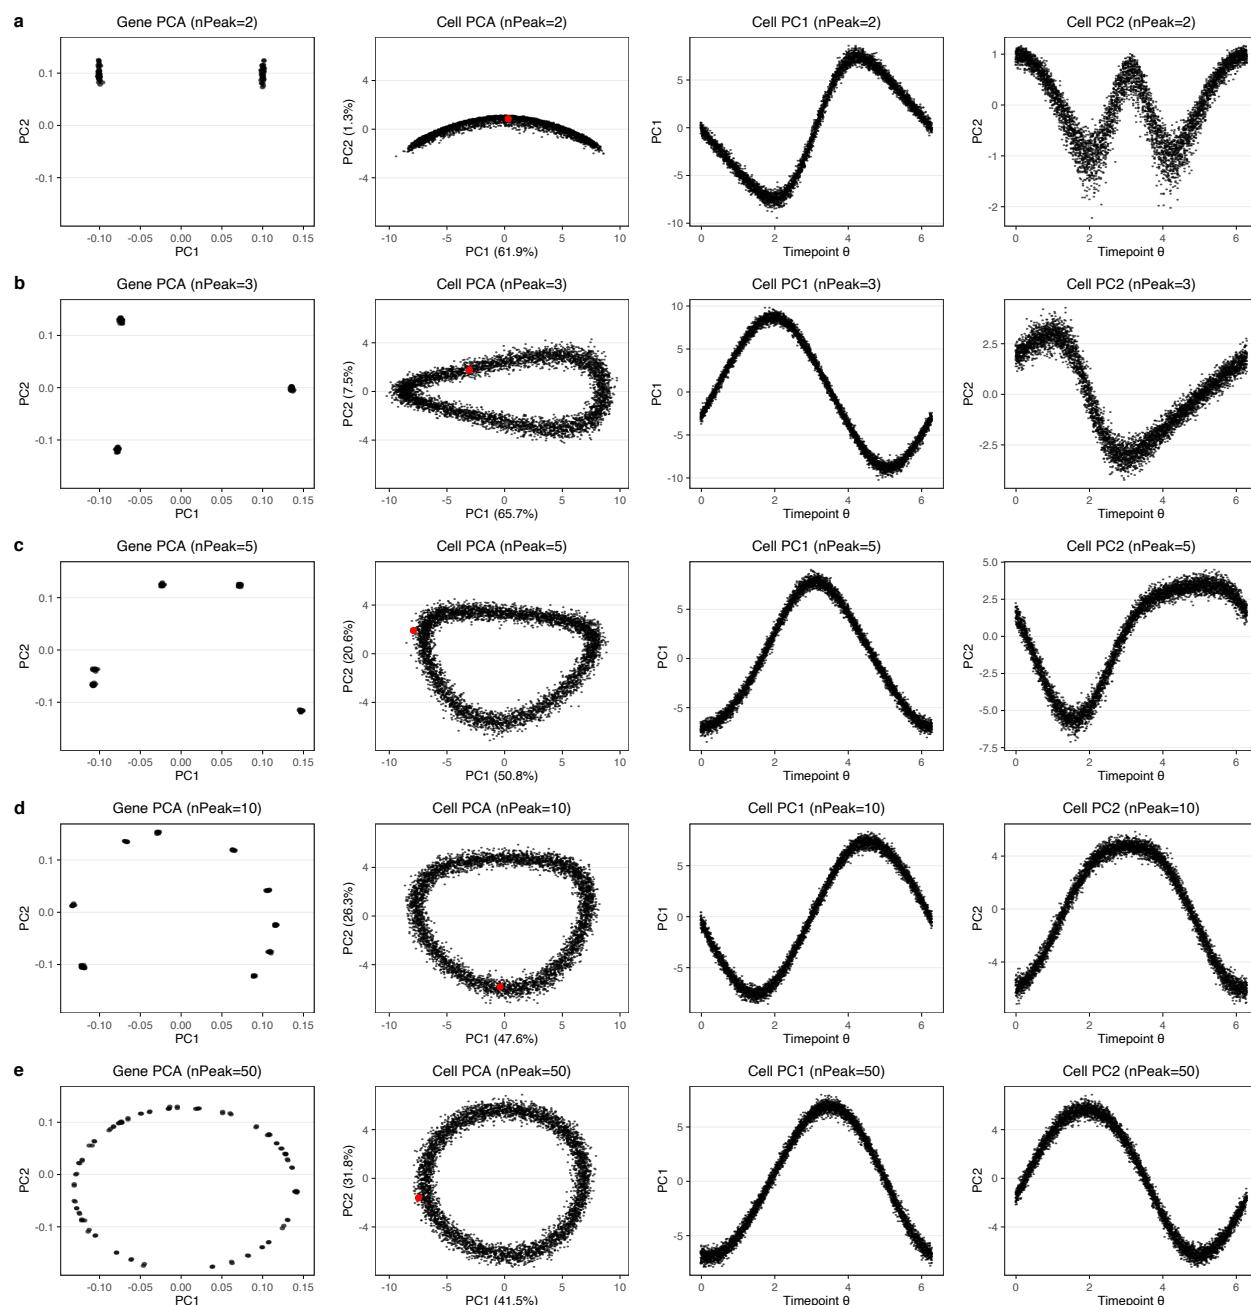 a
Gene PCA (nPeak=2)
Cell PCA (nPeak=2)
Cell PC1 (nPeak=2)
Cell PC2 (nPeak=2)
0.1
0.0
-0.1
PC2
-0.10 -0.05 0.00 0.05 0.10 0.15
PC1
4
0
-4
PC2 (1.3%)
-10 -5 0 5 10
PC1 (61.9%)
5
0
-5
-10
PC1
0 2 4 6
Timepoint θ
1
0
-1
-2
PC2
0 2 4 6
Timepoint θ
b
Gene PCA (nPeak=3)
Cell PCA (nPeak=3)
Cell PC1 (nPeak=3)
Cell PC2 (nPeak=3)
0.1
0.0
-0.1
PC2
-0.10 -0.05 0.00 0.05 0.10 0.15
PC1
4
0
-4
PC2 (7.5%)
-10 -5 0 5 10
PC1 (65.7%)
10
5
0
-5
-10
PC1
0 2 4 6
Timepoint θ
2.5
0.0
-2.5
PC2
0 2 4 6
Timepoint θ
c
Gene PCA (nPeak=5)
Cell PCA (nPeak=5)
Cell PC1 (nPeak=5)
Cell PC2 (nPeak=5)
0.1
0.0
-0.1
PC2
-0.10 -0.05 0.00 0.05 0.10 0.15
PC1
4
0
-4
PC2 (20.6%)
-10 -5 0 5 10
PC1 (50.8%)
5
0
-5
PC1
0 2 4 6
Timepoint θ
5.0
2.5
0.0
-2.5
-5.0
-7.5
PC2
0 2 4 6
Timepoint θ
d
Gene PCA (nPeak=10)
Cell PCA (nPeak=10)
Cell PC1 (nPeak=10)
Cell PC2 (nPeak=10)
0.1
0.0
-0.1
PC2
-0.10 -0.05 0.00 0.05 0.10 0.15
PC1
4
0
-4
PC2 (26.3%)
-10 -5 0 5 10
PC1 (47.6%)
5
0
-5
PC1
0 2 4 6
Timepoint θ
4
0
-4
PC2
0 2 4 6
Timepoint θ
e
Gene PCA (nPeak=50)
Cell PCA (nPeak=50)
Cell PC1 (nPeak=50)
Cell PC2 (nPeak=50)
0.1
0.0
-0.1
PC2
-0.10 -0.05 0.00 0.05 0.10 0.15
PC1
4
0
-4
PC2 (31.8%)
-10 -5 0 5 10
PC1 (41.5%)
5
0
-5
PC1
0 2 4 6
Timepoint θ
4
0
-4
PC2
0 2 4 6
Timepoint θ